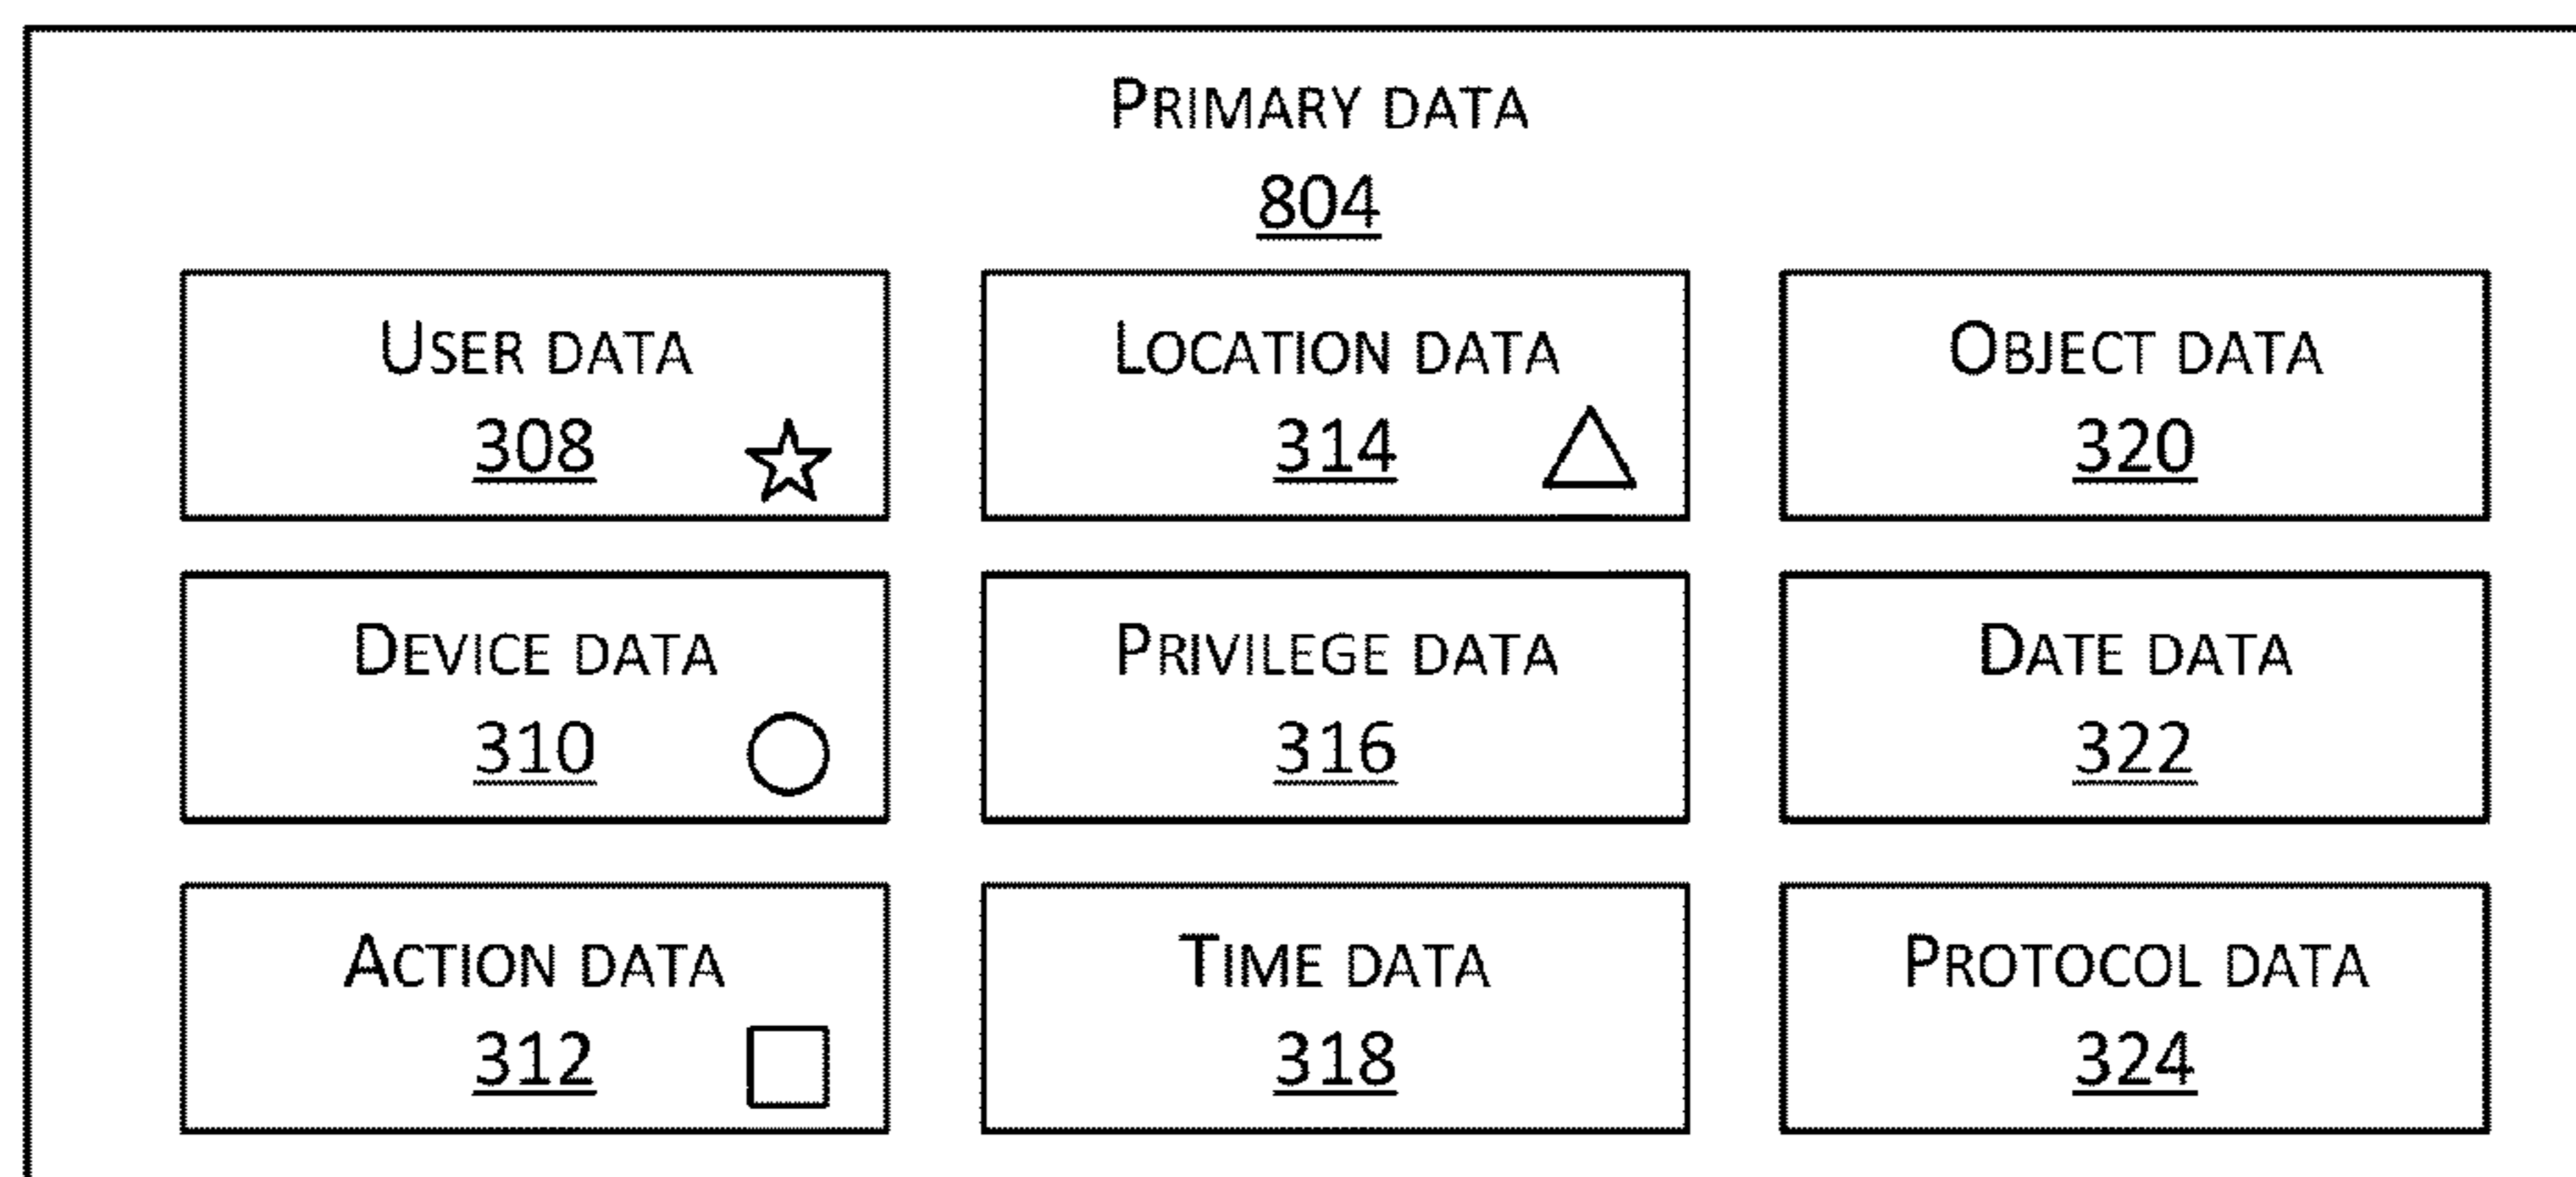 PRIMARY DATA
804
USER DATA
308
LOCATION DATA
314
OBJECT DATA
320
DEVICE DATA
310
PRIVILEGE DATA
316
DATE DATA
322
ACTION DATA
312
TIME DATA
318
PROTOCOL DATA
324